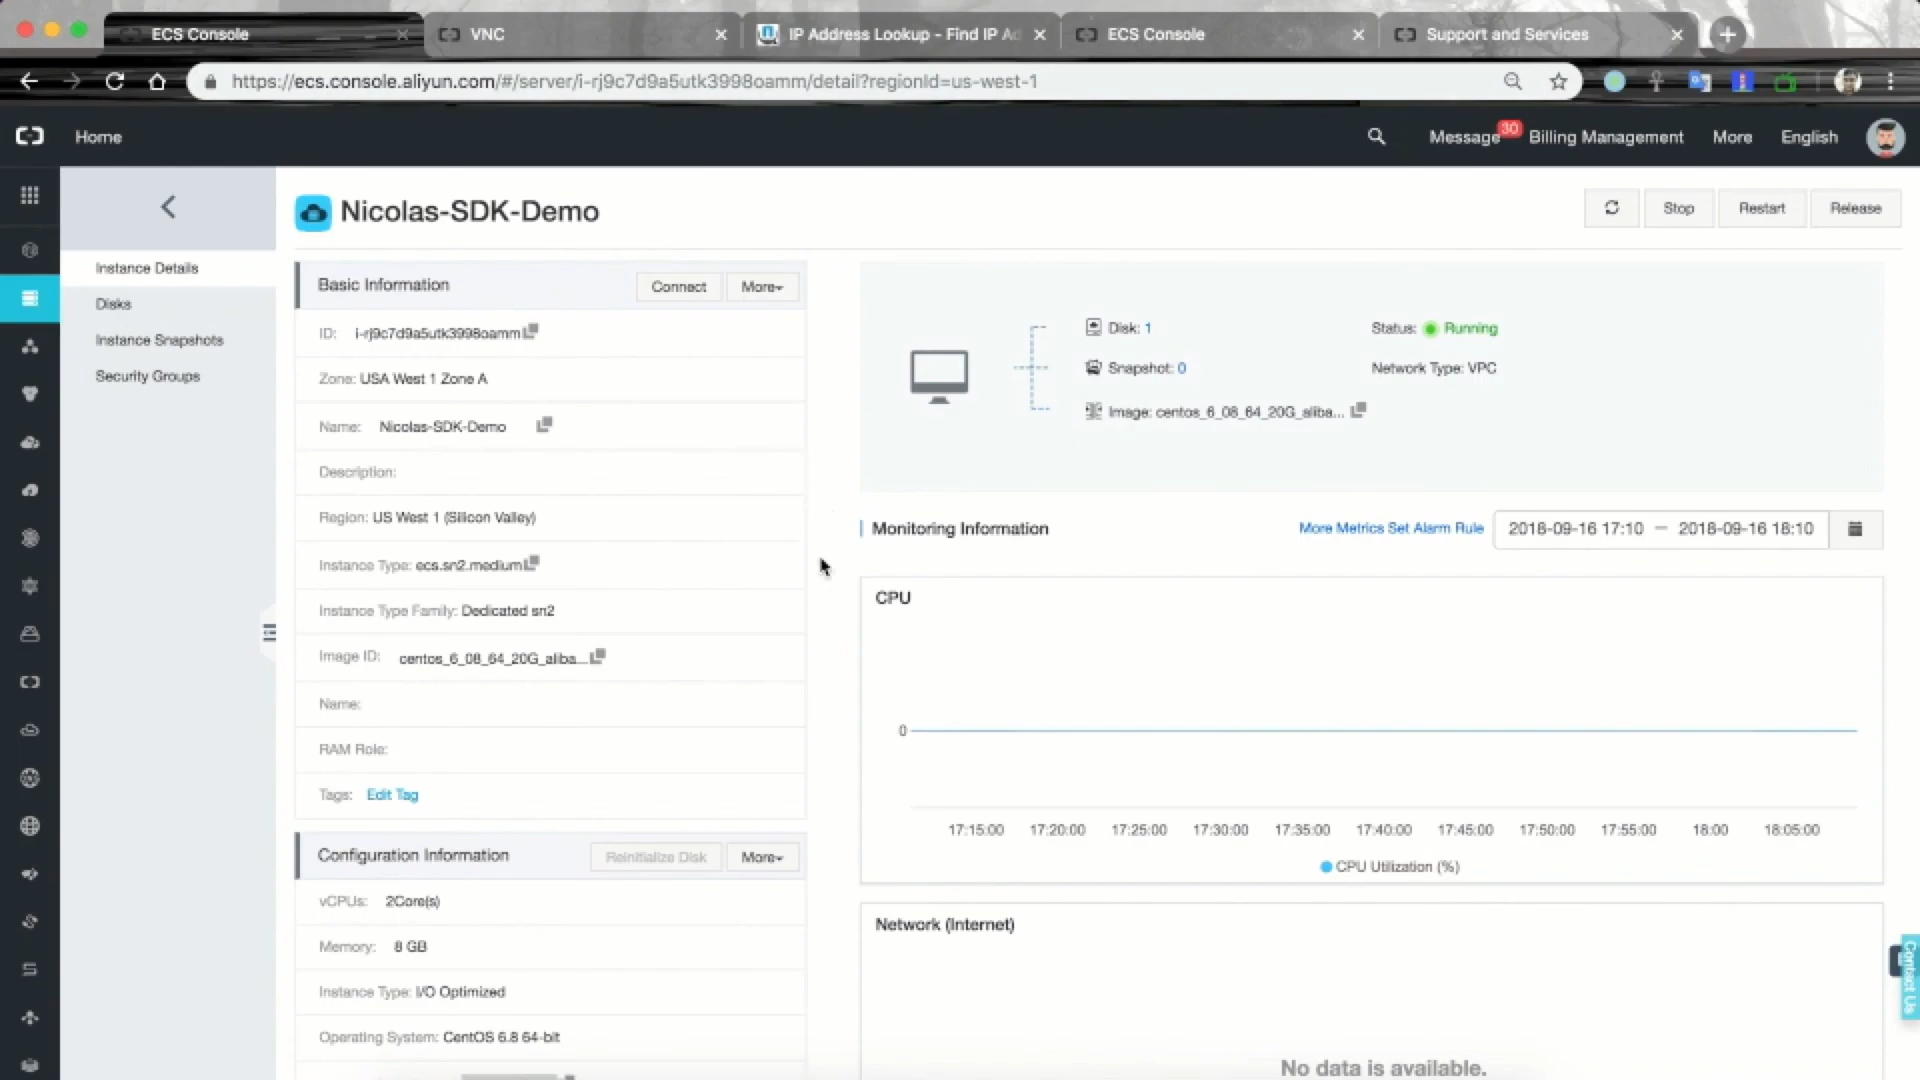 ECS Console
VNC
IP Address Lookup - Find IP Ad
ECS Console
Support and Services
https://ecs.console.aliyun.com/#/server/i-rj9c7d9a5utk3998oamm/detail?regionId=us-west-1
Home
Message 30
Billing Management
More
English
Nicolas-SDK-Demo
Stop
Restart
Release
Instance Details
Disks
Instance Snapshots
Security Groups
Basic Information
Connect
More
ID: i-rj9c7d9a5utk3998oamm
Zone: USA West 1 Zone A
Name: Nicolas-SDK-Demo
Description:
Region: US West 1 (Silicon Valley)
Instance Type: ecs.sn2.medium
Instance Type Family: Dedicated sn2
Image ID: centos_6_08_64_20G_aliba...
Name:
RAM Role:
Tags: Edit Tag
Configuration Information
Reinitialize Disk
More
vCPUs: 2Core(s)
Memory: 8 GB
Instance Type: I/O Optimized
Operating System: CentOS 6.8 64-bit
Disk: 1
Status: Running
Snapshot: 0
Network Type: VPC
Image: centos_6_08_64_20G_aliba...
Monitoring Information
More Metrics Set Alarm Rule
2018-09-16 17:10 — 2018-09-16 18:10
CPU
0
17:15:00 17:20:00 17:25:00 17:30:00 17:35:00 17:40:00 17:45:00 17:50:00 17:55:00 18:00 18:05:00
CPU Utilization (%)
Network (Internet)
No data is available.
Contact Us